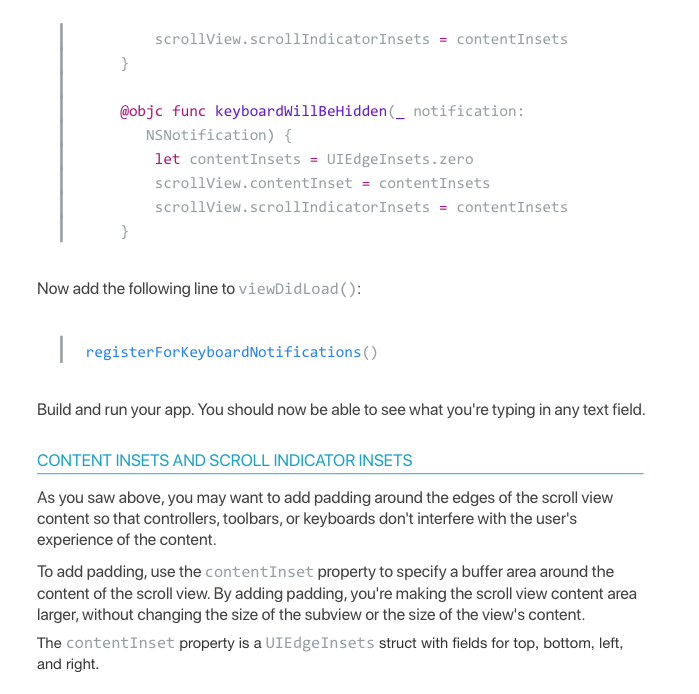 scrollView.scrollIndicatorInsets = contentInsets
}
@objc func keyboardWillBeHidden(_ notification:
NSNotification) {
let contentInsets = UIEdgeInsets.zero
scrollView.contentInset = contentInsets
scrollView.scrollIndicatorInsets = contentInsets
}
Now add the following line to viewDidLoad():
registerForKeyboardNotifications()
Build and run your app. You should now be able to see what you're typing in any text field.
CONTENT INSETS AND SCROLL INDICATOR INSETS
As you saw above, you may want to add padding around the edges of the scroll view
content so that controllers, toolbars, or keyboards don't interfere with the user's
experience of the content.
To add padding, use the contentInset property to specify a buffer area around the
content of the scroll view. By adding padding, you're making the scroll view content area
larger, without changing the size of the subview or the size of the view's content.
The contentInset property is a UIEdgeInsets struct with fields for top, bottom, left,
and right.